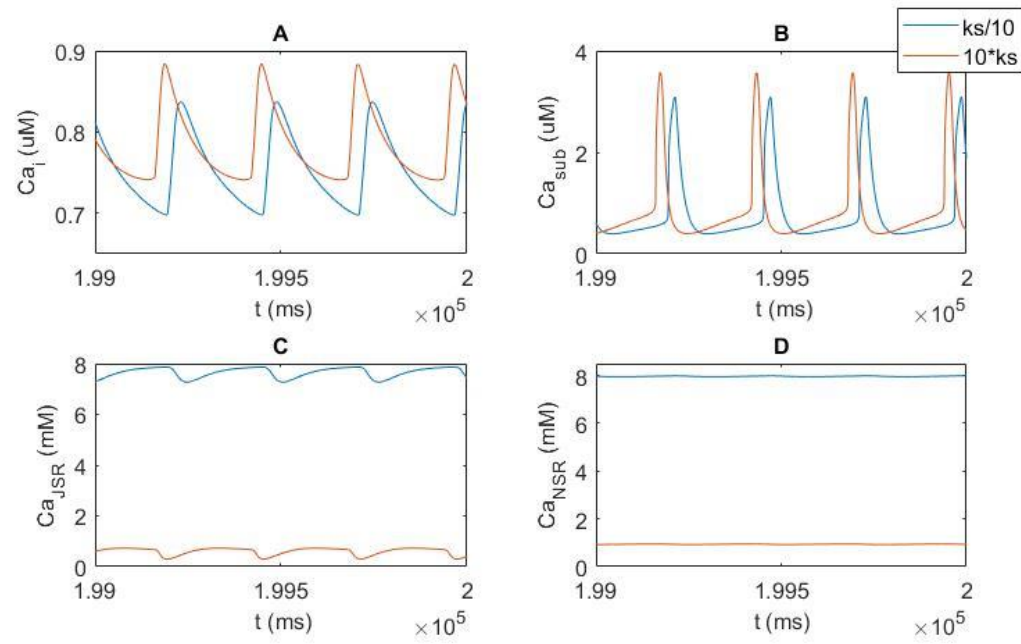 A
Ca_i (uM)
0.9
0.8
0.7
1.99 1.995 2
t (ms) ×10^5
B
ks/10
10*ks
Ca_sub (uM)
4
2
0
1.99 1.995 2
t (ms) ×10^5
C
Ca_JSR (mM)
8
6
4
2
0
1.99 1.995 2
t (ms) ×10^5
D
Ca_NSR (mM)
8
6
4
2
0
1.99 1.995 2
t (ms) ×10^5